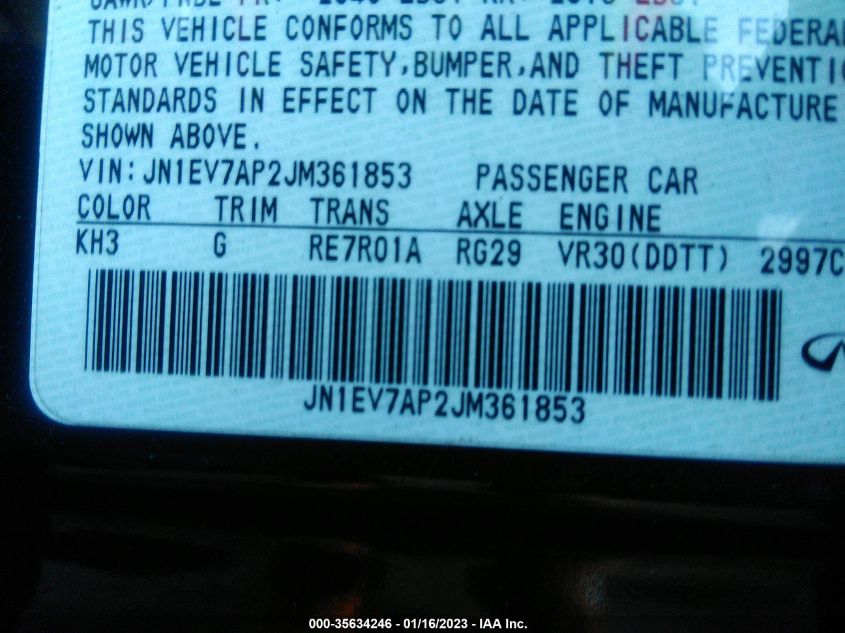 THIS VEHICLE CONFORMS TO ALL APPLICABLE FEDERAL
MOTOR VEHICLE SAFETY,BUMPER,AND THEFT PREVENTIO
STANDARDS IN EFFECT ON THE DATE OF MANUFACTURE
SHOWN ABOVE.
VIN:JN1EV7AP2JM361853 PASSENGER CAR
COLOR TRIM TRANS AXLE ENGINE
KH3 G RE7R01A RG29 VR30(DDTT) 2997C
JN1EV7AP2JM361853
000-35634246 - 01/16/2023 - IAA Inc.